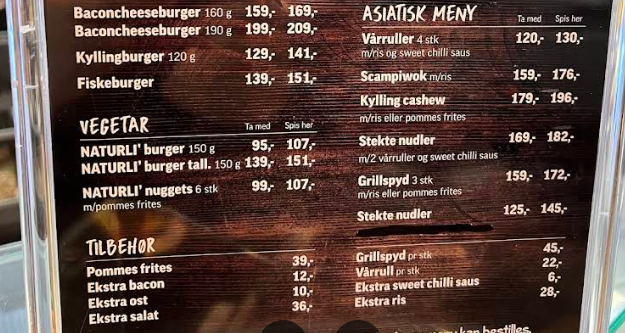 Baconcheeseburger 160 g 159,- 169,-
Baconcheeseburger 190 g 199,- 209,-
Kyllingburger 120 g 129,- 141,-
Fiskeburger 139,- 151,-
VEGETAR Ta med Spis her
NATURLI' burger 150 g 95,- 107,-
NATURLI' burger tall. 150 g 139,- 151,-
NATURLI' nuggets 6 stk 99,- 107,-
m/pommes frites
TILBEHØR
Pommes frites 39,-
Ekstra bacon 12,-
Ekstra ost 10,-
Ekstra salat 36,-
ASIATISK MENY Ta med Spis her
Vårruller 4 stk 120,- 130,-
m/ris og sweet chilli saus
Scampiwok m/ris 159,- 176,-
Kylling cashew 179,- 196,-
m/ris eller pommes frites
Stekte nudler 169,- 182,-
m/2 vårruller og sweet chilli saus
Grillspyd 3 stk 159,- 172,-
m/ris eller pommes frites
Stekte nudler 125,- 145,-
Grillspyd pr stk 45,-
Vårrull pr stk 22,-
Ekstra sweet chilli saus 6,-
Ekstra ris 28,-
kan bestilles.